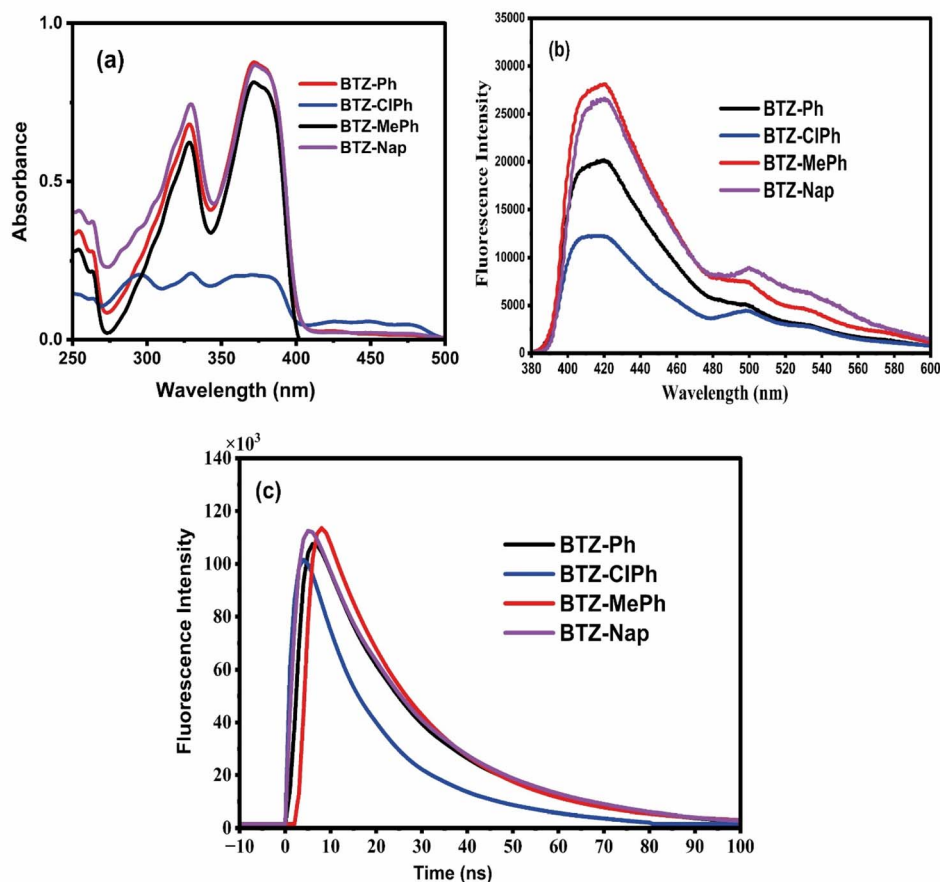 (a)
BTZ-Ph
BTZ-ClPh
BTZ-MePh
BTZ-Nap
1.0
0.5
0.0
Absorbance
250 300 350 400 450 500
Wavelength (nm)
(b)
BTZ-Ph
BTZ-ClPh
BTZ-MePh
BTZ-Nap
35000
30000
25000
20000
15000
10000
5000
0
Fluorescence Intensity
380 400 420 440 460 480 500 520 540 560 580 600
Wavelength (nm)
×10³
(c)
BTZ-Ph
BTZ-ClPh
BTZ-MePh
BTZ-Nap
140
120
100
80
60
40
20
0
Fluorescence Intensity
−10 0 10 20 30 40 50 60 70 80 90 100
Time (ns)